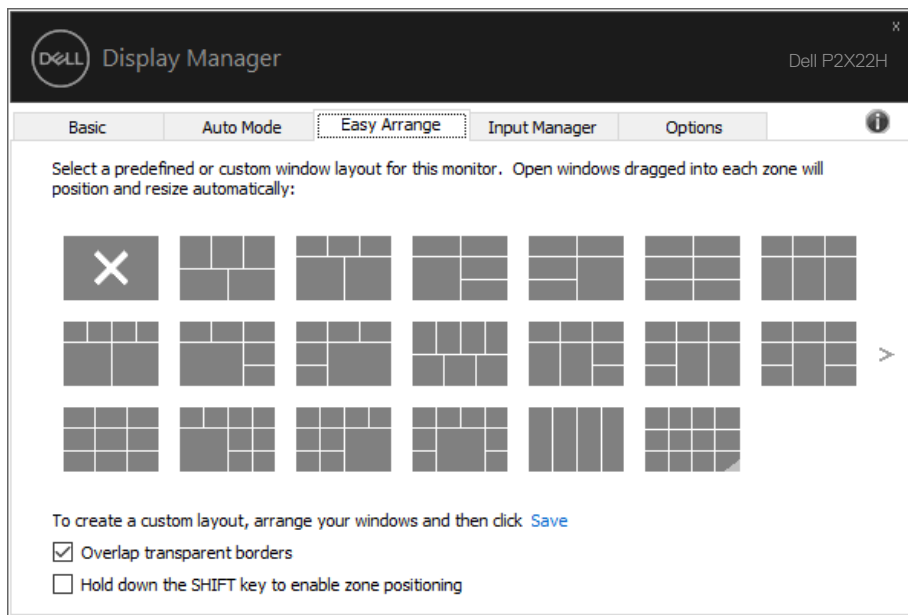 x
DELL Display Manager
Dell P2X22H
Basic Auto Mode Easy Arrange Input Manager Options
Select a predefined or custom window layout for this monitor. Open windows dragged into each zone will
position and resize automatically:
>
To create a custom layout, arrange your windows and then click Save
Overlap transparent borders
Hold down the SHIFT key to enable zone positioning